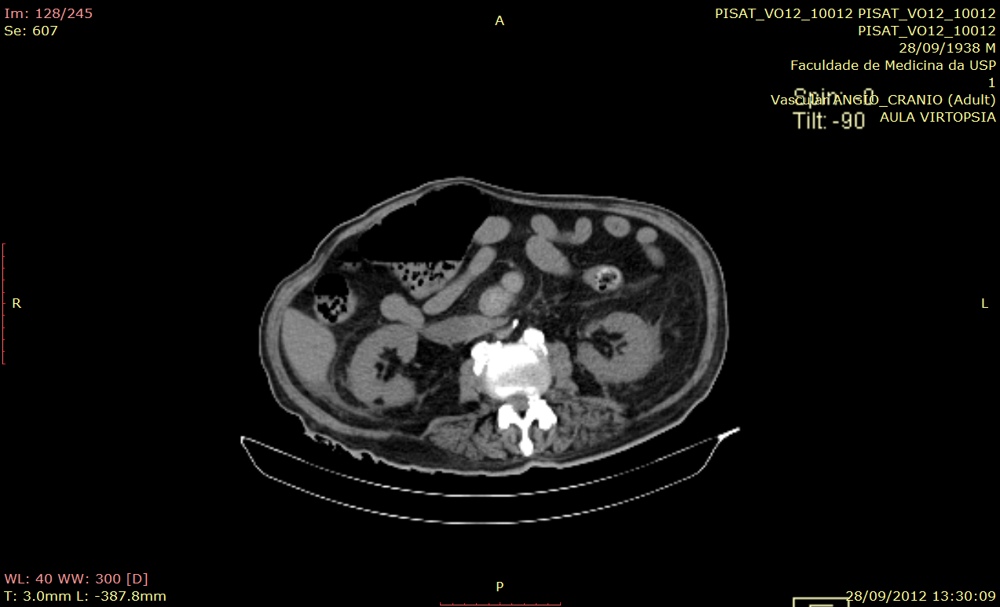 Im: 128/245
Se: 607
A
PISAT_VO12_10012 PISAT_VO12_10012
PISAT_VO12_10012
28/09/1938 M
Faculdade de Medicina da USP
1
Vascular ANGIO_CRANIO (Adult)
Spin: -0
Tilt: -90
AULA VIRTOPSIA
R
L
WL: 40 WW: 300 [D]
T: 3.0mm L: -387.8mm
P
28/09/2012 13:30:09